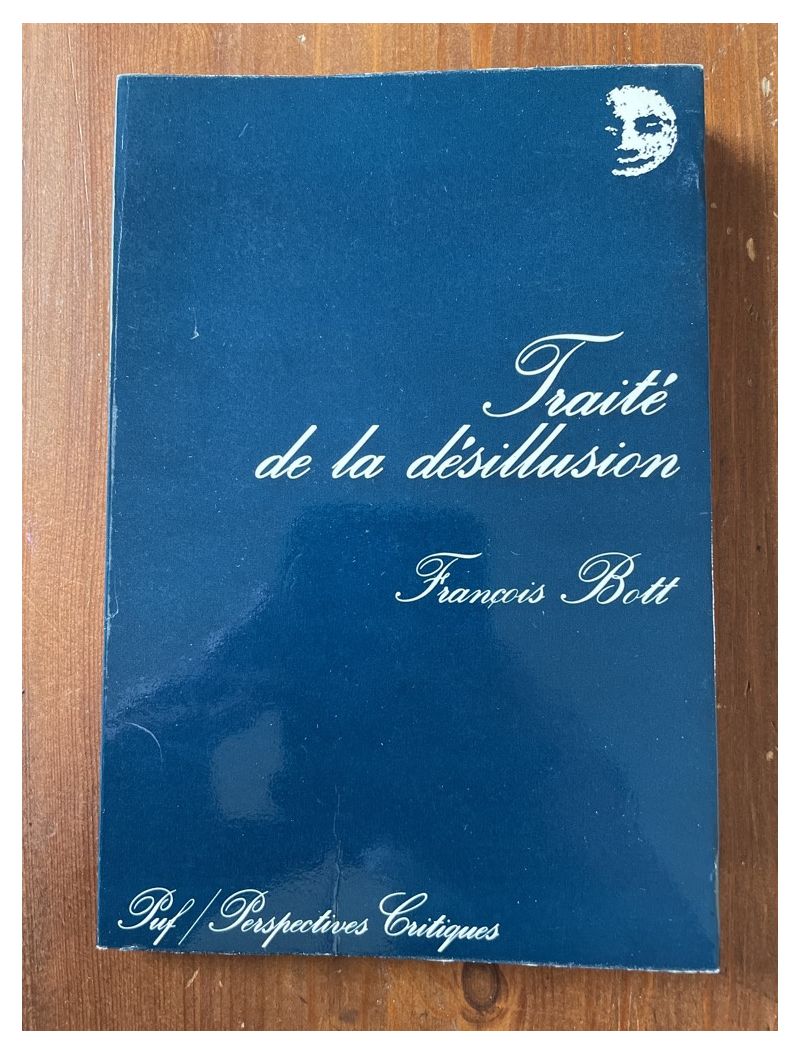 Traité
de la désillusion
François Bott
Puf / Perspectives Critiques